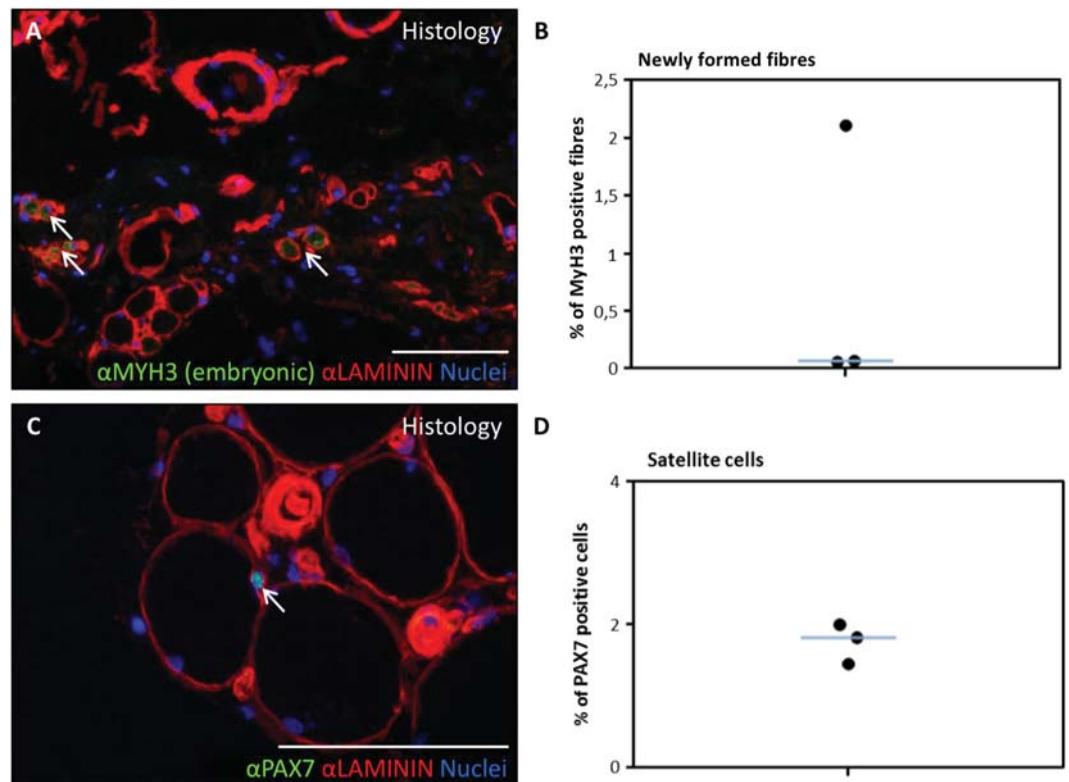 A
Histology
αMYH3 (embryonic) αLAMININ Nuclei
B
Newly formed fibres
% of MyH3 positive fibres
2,5
2
1,5
1
0,5
0
C
Histology
αPAX7 αLAMININ Nuclei
D
Satellite cells
% of PAX7 positive cells
4
2
0